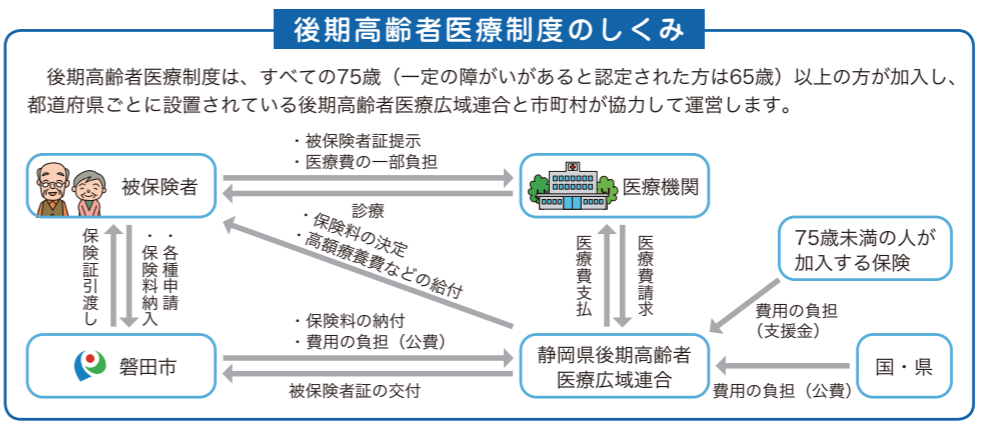 後期高齢者医療制度のしくみ
後期高齢者医療制度は、すべての75歳（一定の障がいがあると認定された方は65歳）以上の方が加入し、
都道府県ごとに設置されている後期高齢者医療広域連合と市町村が協力して運営します。
・被保険者証提示
・医療費の一部負担
被保険者
医療機関
診療
・保険料の決定
・高額療養費などの給付
保険証引渡し
・各種申請
・保険料納入
医療費支払
医療費請求
75歳未満の人が
加入する保険
費用の負担
（支援金）
・保険料の納付
・費用の負担（公費）
磐田市
静岡県後期高齢者
医療広域連合
国・県
被保険者証の交付
費用の負担（公費）